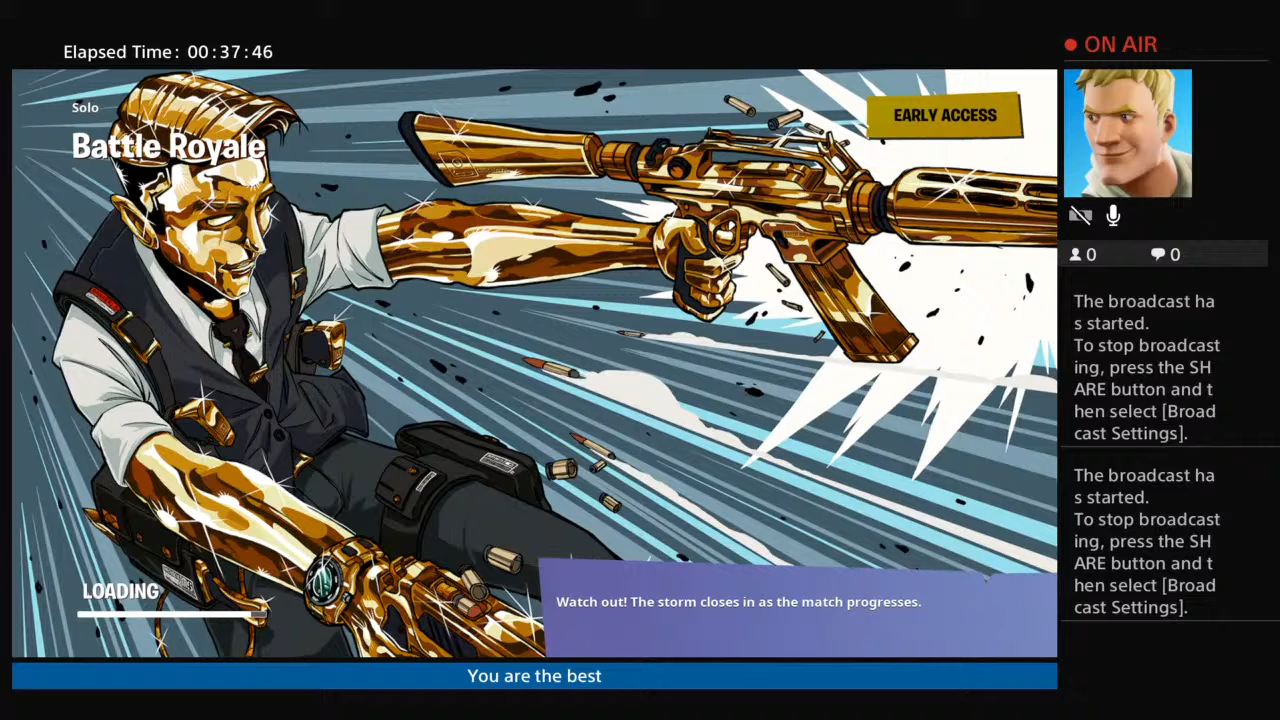 Elapsed Time: 00:37:46
ON AIR
Solo
Battle Royale
EARLY ACCESS
0
0
The broadcast ha
s started.
To stop broadcast
ing, press the SH
ARE button and t
hen select [Broad
cast Settings].
The broadcast ha
s started.
To stop broadcast
ing, press the SH
ARE button and t
hen select [Broad
cast Settings].
LOADING
Watch out! The storm closes in as the match progresses.
You are the best